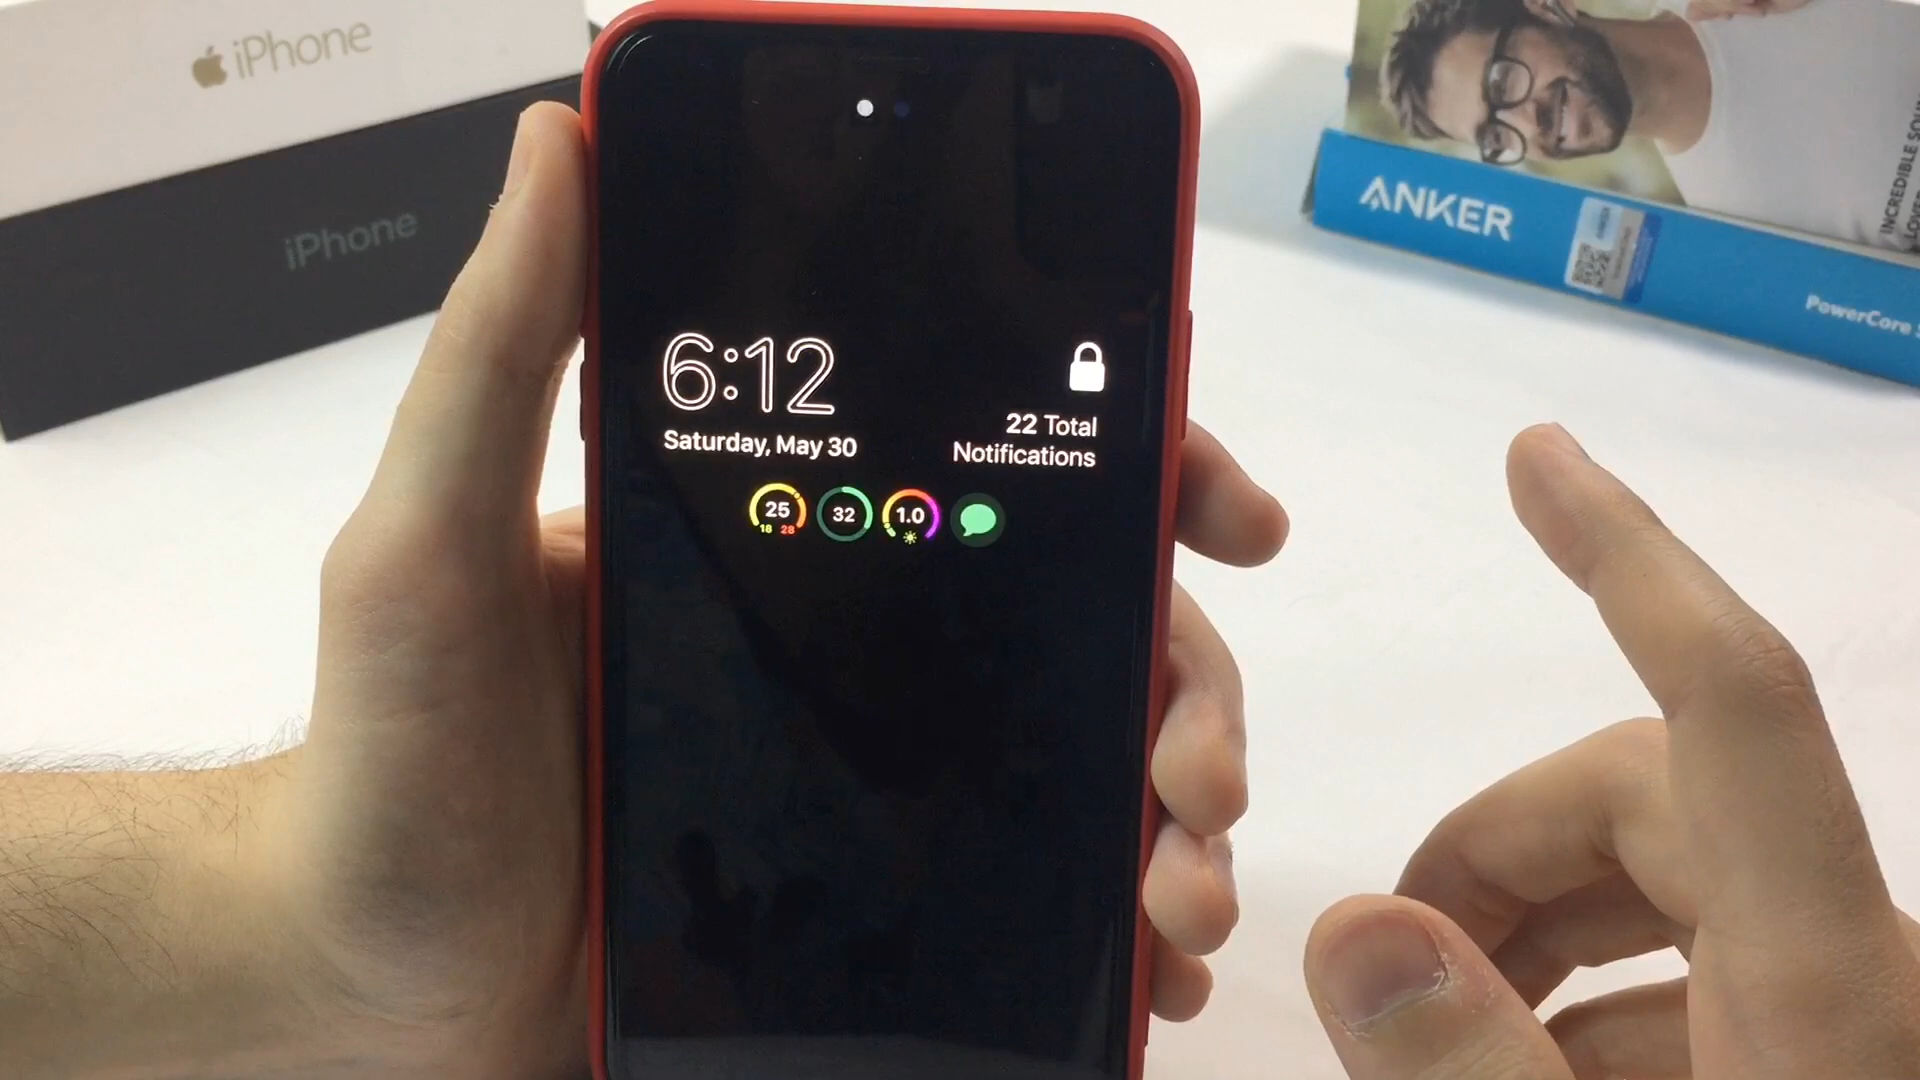 iPhone
iPhone
ANKER
PowerCore
INCREDIBLE
6:12
Saturday, May 30
22 Total
Notifications
25
18 28
32
1.0